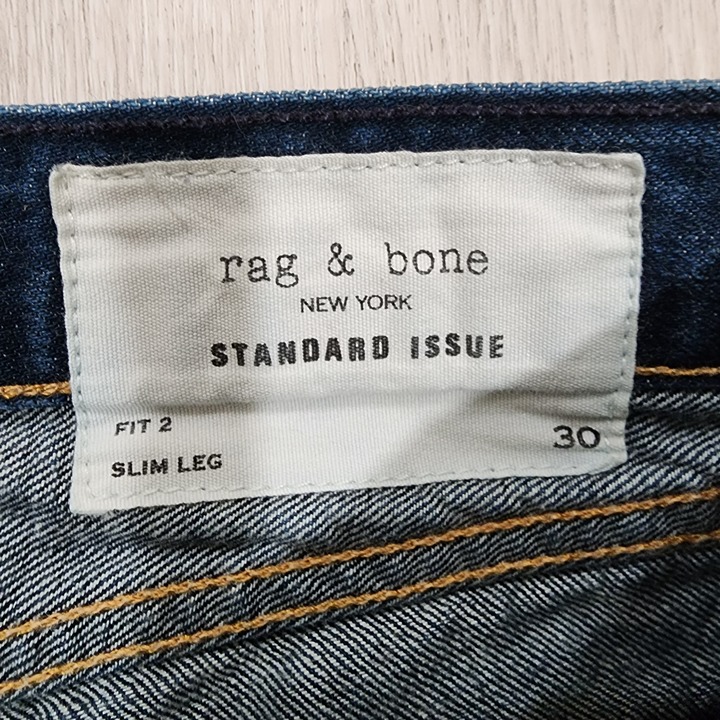 rag & bone
NEW YORK
STANDARD ISSUE
FIT 2
30
SLIM LEG